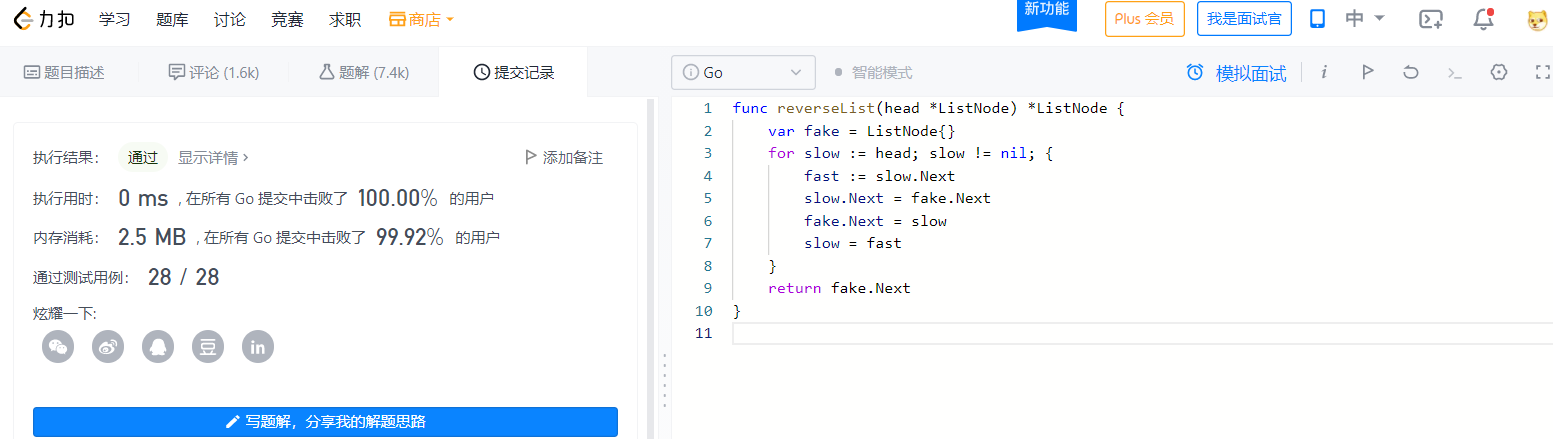 力扣 学习 题库 讨论 竞赛 求职 商店 新功能 Plus 会员 我是面试官 中
题目描述 评论 (1.6k) 题解 (7.4k) 提交记录
执行结果： 通过 显示详情 › 添加备注
执行用时： 0 ms , 在所有 Go 提交中击败了 100.00% 的用户
内存消耗： 2.5 MB , 在所有 Go 提交中击败了 99.92% 的用户
通过测试用例： 28 / 28
炫耀一下:
豆 in
写题解，分享我的解题思路
i Go 智能模式 模拟面试 i
1 func reverseList(head *ListNode) *ListNode {
2     var fake = ListNode{}
3     for slow := head; slow != nil; {
4         fast := slow.Next
5         slow.Next = fake.Next
6         fake.Next = slow
7         slow = fast
8     }
9     return fake.Next
10 }
11